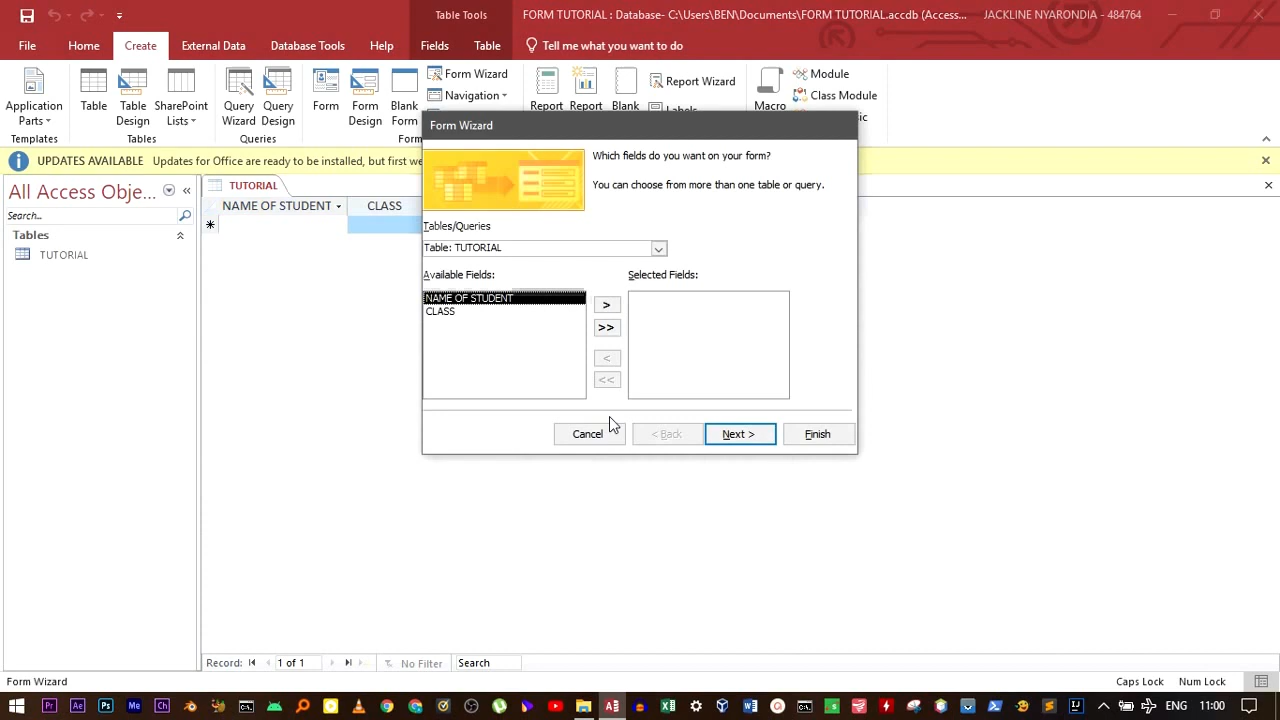 Table Tools
FORM TUTORIAL : Database- C:\Users\BEN\Documents\FORM TUTORIAL.accdb (Access...
JACKLINE NYARONDIA - 484764
File
Home
Create
External Data
Database Tools
Help
Fields
Table
Tell me what you want to do
Application Parts
Table
Table Design
SharePoint Lists
Query Wizard
Query Design
Form
Form Design
Blank Form
Form Wizard
Navigation
Report
Report
Blank
Report Wizard
Labels
Macro
Module
Class Module
Templates
Tables
Queries
UPDATES AVAILABLE Updates for Office are ready to be installed, but first we
All Access Obje...
Search...
Tables
TUTORIAL
TUTORIAL
NAME OF STUDENT
CLASS
Form Wizard
Which fields do you want on your form?
You can choose from more than one table or query.
Tables/Queries
Table: TUTORIAL
Available Fields:
Selected Fields:
NAME OF STUDENT
CLASS
>
>>
<
<<
Cancel
< Back
Next >
Finish
Record:
1 of 1
No Filter
Search
Form Wizard
Caps Lock
Num Lock
Pr
Ae
Ps
Me
Ch
ENG
11:00